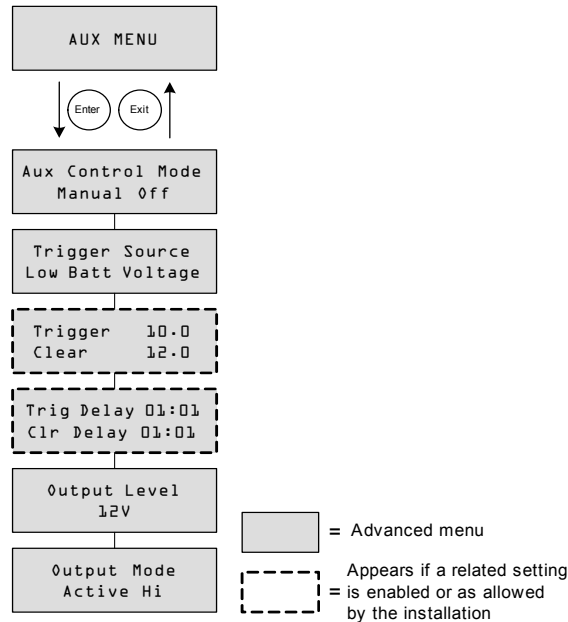 AUX MENU
Enter
Exit
Aux Control Mode
Manual Off
Trigger Source
Low Batt Voltage
Trigger 10.0
Clear 12.0
Trig Delay 01:01
Clr Delay 01:01
Output Level
12V
Output Mode
Active Hi
= Advanced menu
Appears if a related setting
= is enabled or as allowed
by the installation